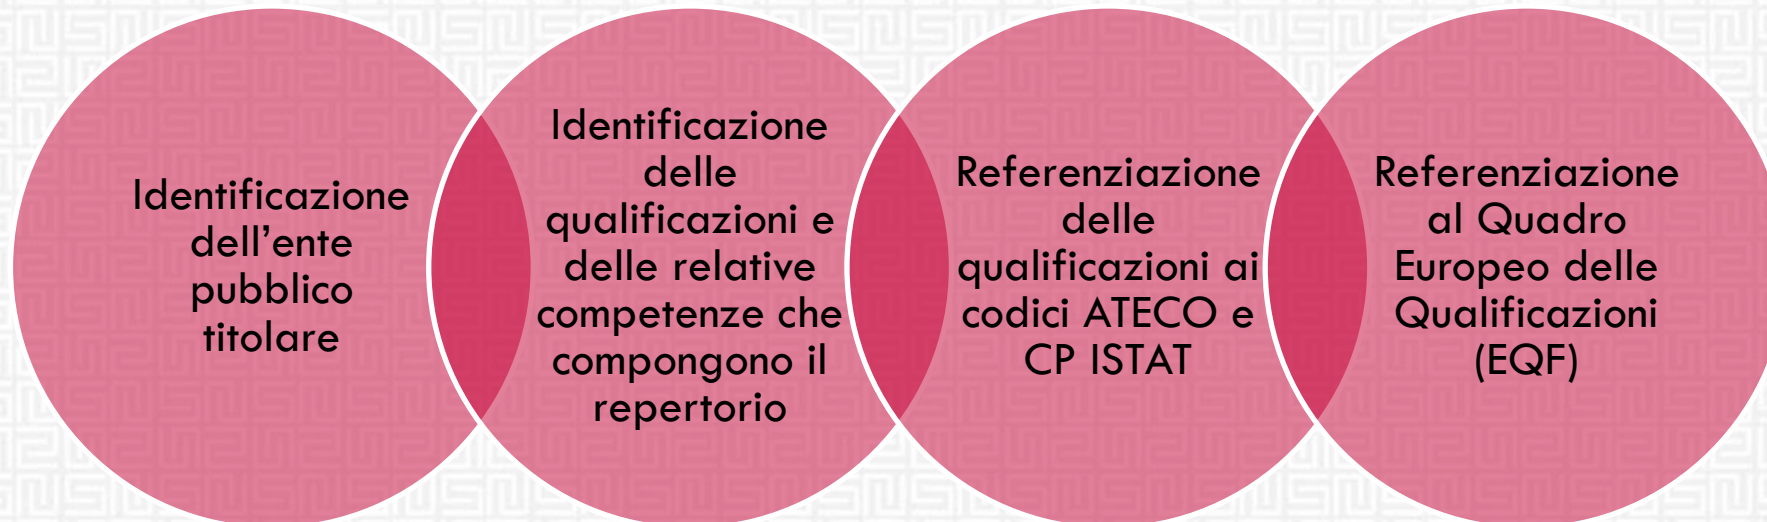 Identificazione
dell’ente
pubblico
titolare
Identificazione
delle
qualificazioni e
delle relative
competenze che
compongono il
repertorio
Referenziazione
delle
qualificazioni ai
codici ATECO e
CP ISTAT
Referenziazione
al Quadro
Europeo delle
Qualificazioni
(EQF)